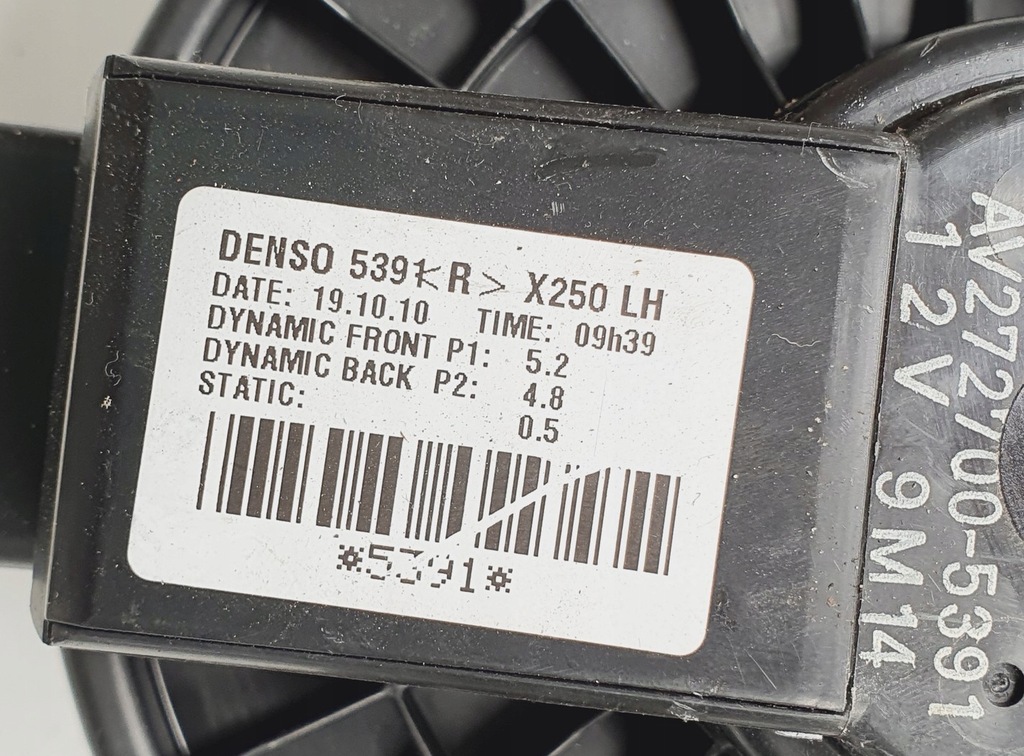 DENSO 5391 <R> X250 LH
DATE: 19.10.10 TIME: 09h39
DYNAMIC FRONT P1: 5.2
DYNAMIC BACK P2: 4.8
STATIC: 0.5
*5391*
AV272700-5391
12V 9M14